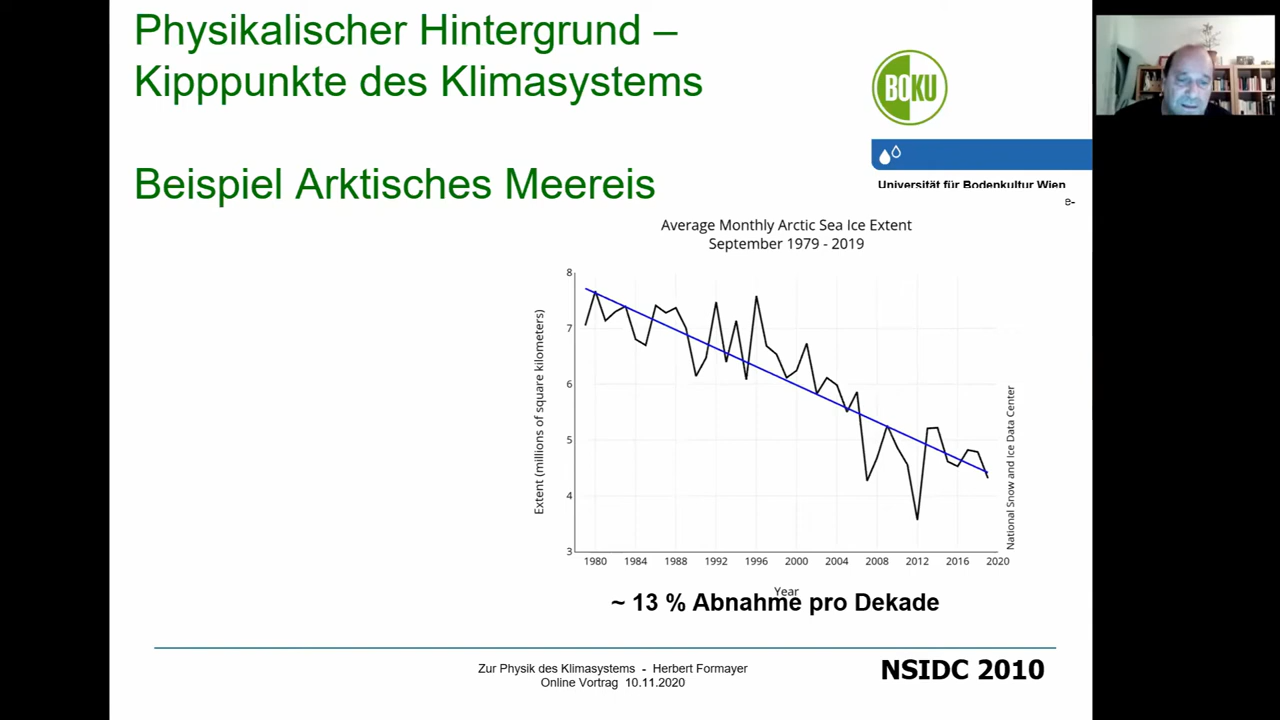 Physikalischer Hintergrund –
Kipppunkte des Klimasystems
Beispiel Arktisches Meereis
BOKU
Universität für Bodenkultur Wien
e-
Average Monthly Arctic Sea Ice Extent
September 1979 - 2019
Extent (millions of square kilometers)
8
7
6
5
4
3
1980 1984 1988 1992 1996 2000 2004 2008 2012 2016 2020
Year
National Snow and Ice Data Center
~ 13 % Abnahme pro Dekade
Zur Physik des Klimasystems - Herbert Formayer
Online Vortrag 10.11.2020
NSIDC 2010